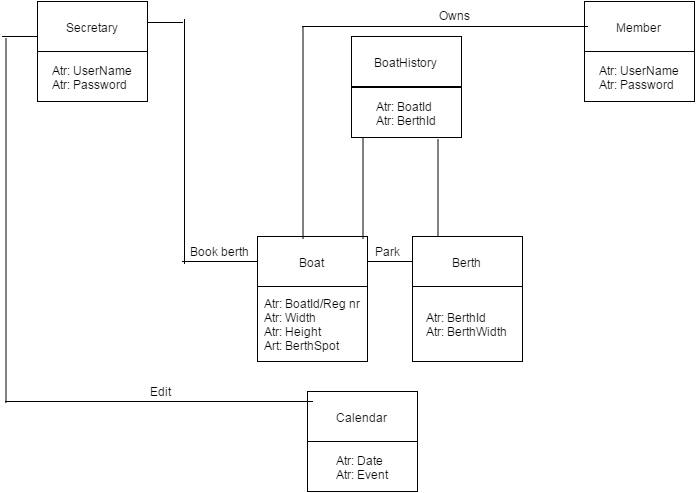 Owns
Secretary
Atr: UserName
Atr: Password
Member
Atr: UserName
Atr: Password
BoatHistory
Atr: BoatId
Atr: BerthId
Book berth
Boat
Atr: BoatId/Reg nr
Atr: Width
Atr: Height
Art: BerthSpot
Park
Berth
Atr: BerthId
Atr: BerthWidth
Edit
Calendar
Atr: Date
Atr: Event